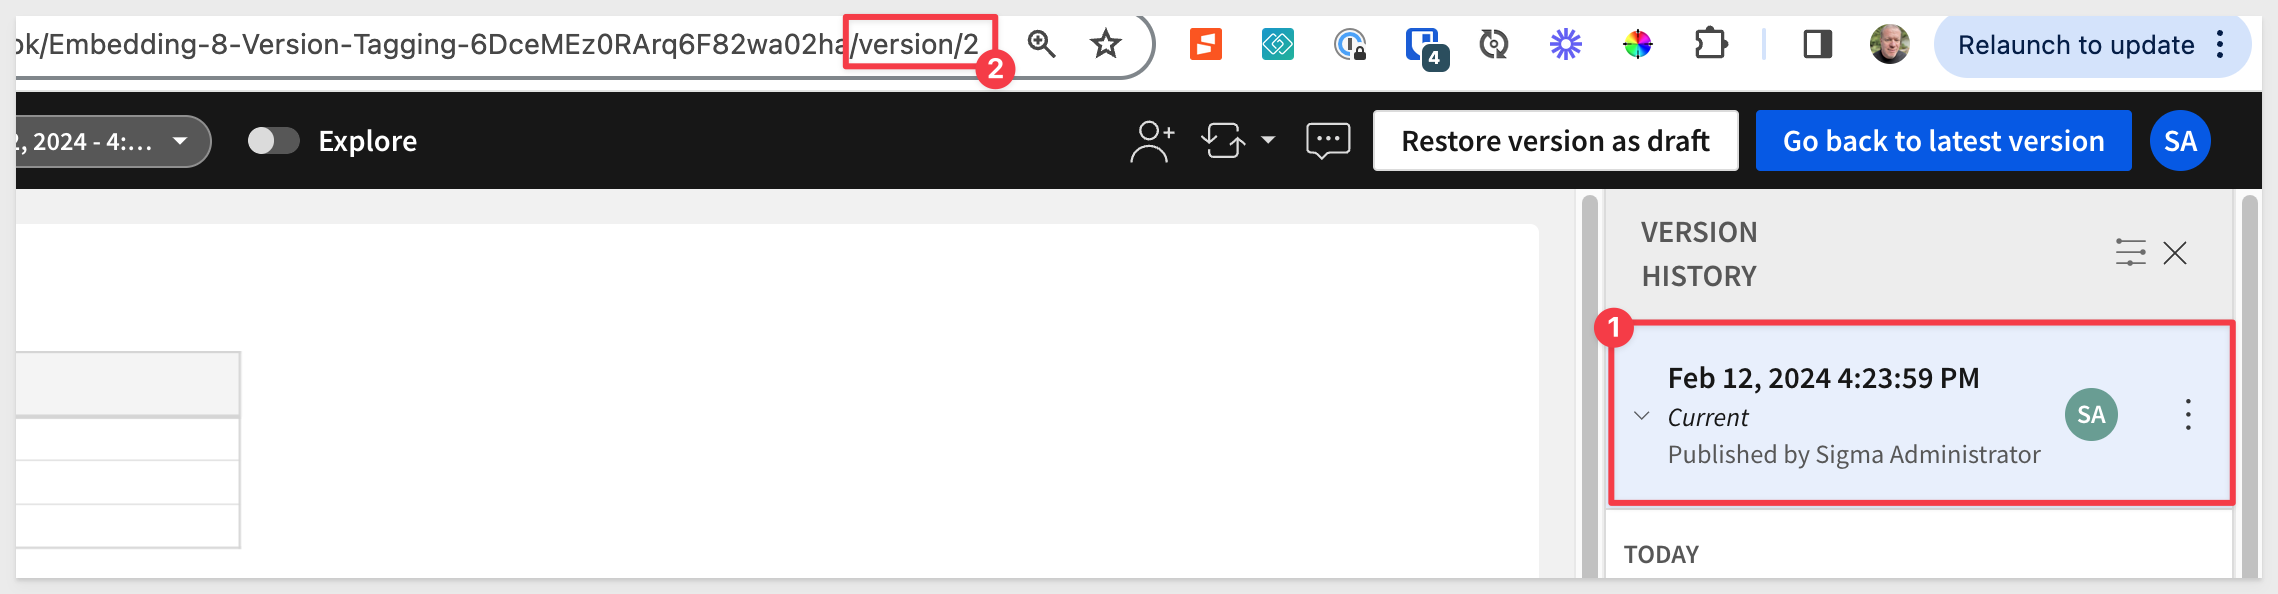 ok/Embedding-8-Version-Tagging-6DceMEz0RArq6F82wa02ha/version/2
2
4
Relaunch to update
2, 2024 - 4:...
Explore
Restore version as draft
Go back to latest version
SA
VERSION
HISTORY
1
Feb 12, 2024 4:23:59 PM
Current
SA
Published by Sigma Administrator
TODAY